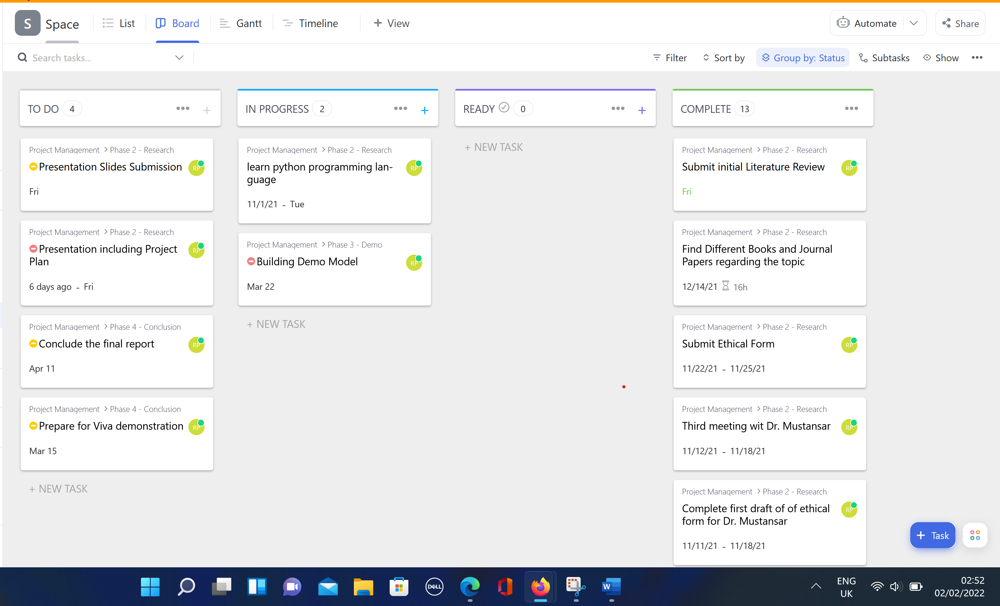 S Space List Board Gantt Timeline + View Automate Share
Search tasks... Filter Sort by Group by: Status Subtasks Show
TO DO 4
Project Management > Phase 2 - Research
Presentation Slides Submission
RP
Fri
Project Management > Phase 2 - Research
Presentation including Project
Plan
RP
6 days ago - Fri
Project Management > Phase 4 - Conclusion
Conclude the final report
RP
Apr 11
Project Management > Phase 4 - Conclusion
Prepare for Viva demonstration
RP
Mar 15
+ NEW TASK
IN PROGRESS 2
Project Management > Phase 2 - Research
learn python programming lan-
guage
RP
11/1/21 - Tue
Project Management > Phase 3 - Demo
Building Demo Model
RP
Mar 22
+ NEW TASK
READY 0
+ NEW TASK
COMPLETE 13
Project Management > Phase 2 - Research
Submit initial Literature Review
RP
Fri
Project Management > Phase 2 - Research
Find Different Books and Journal
Papers regarding the topic
12/14/21 16h
Project Management > Phase 2 - Research
Submit Ethical Form
RP
11/22/21 - 11/25/21
Project Management > Phase 2 - Research
Third meeting wit Dr. Mustansar
RP
11/12/21 - 11/18/21
Project Management > Phase 2 - Research
Complete first draft of of ethical
form for Dr. Mustansar
RP
11/11/21 - 11/18/21
+ Task
DELL
W
ENG
UK
02:52
02/02/2022